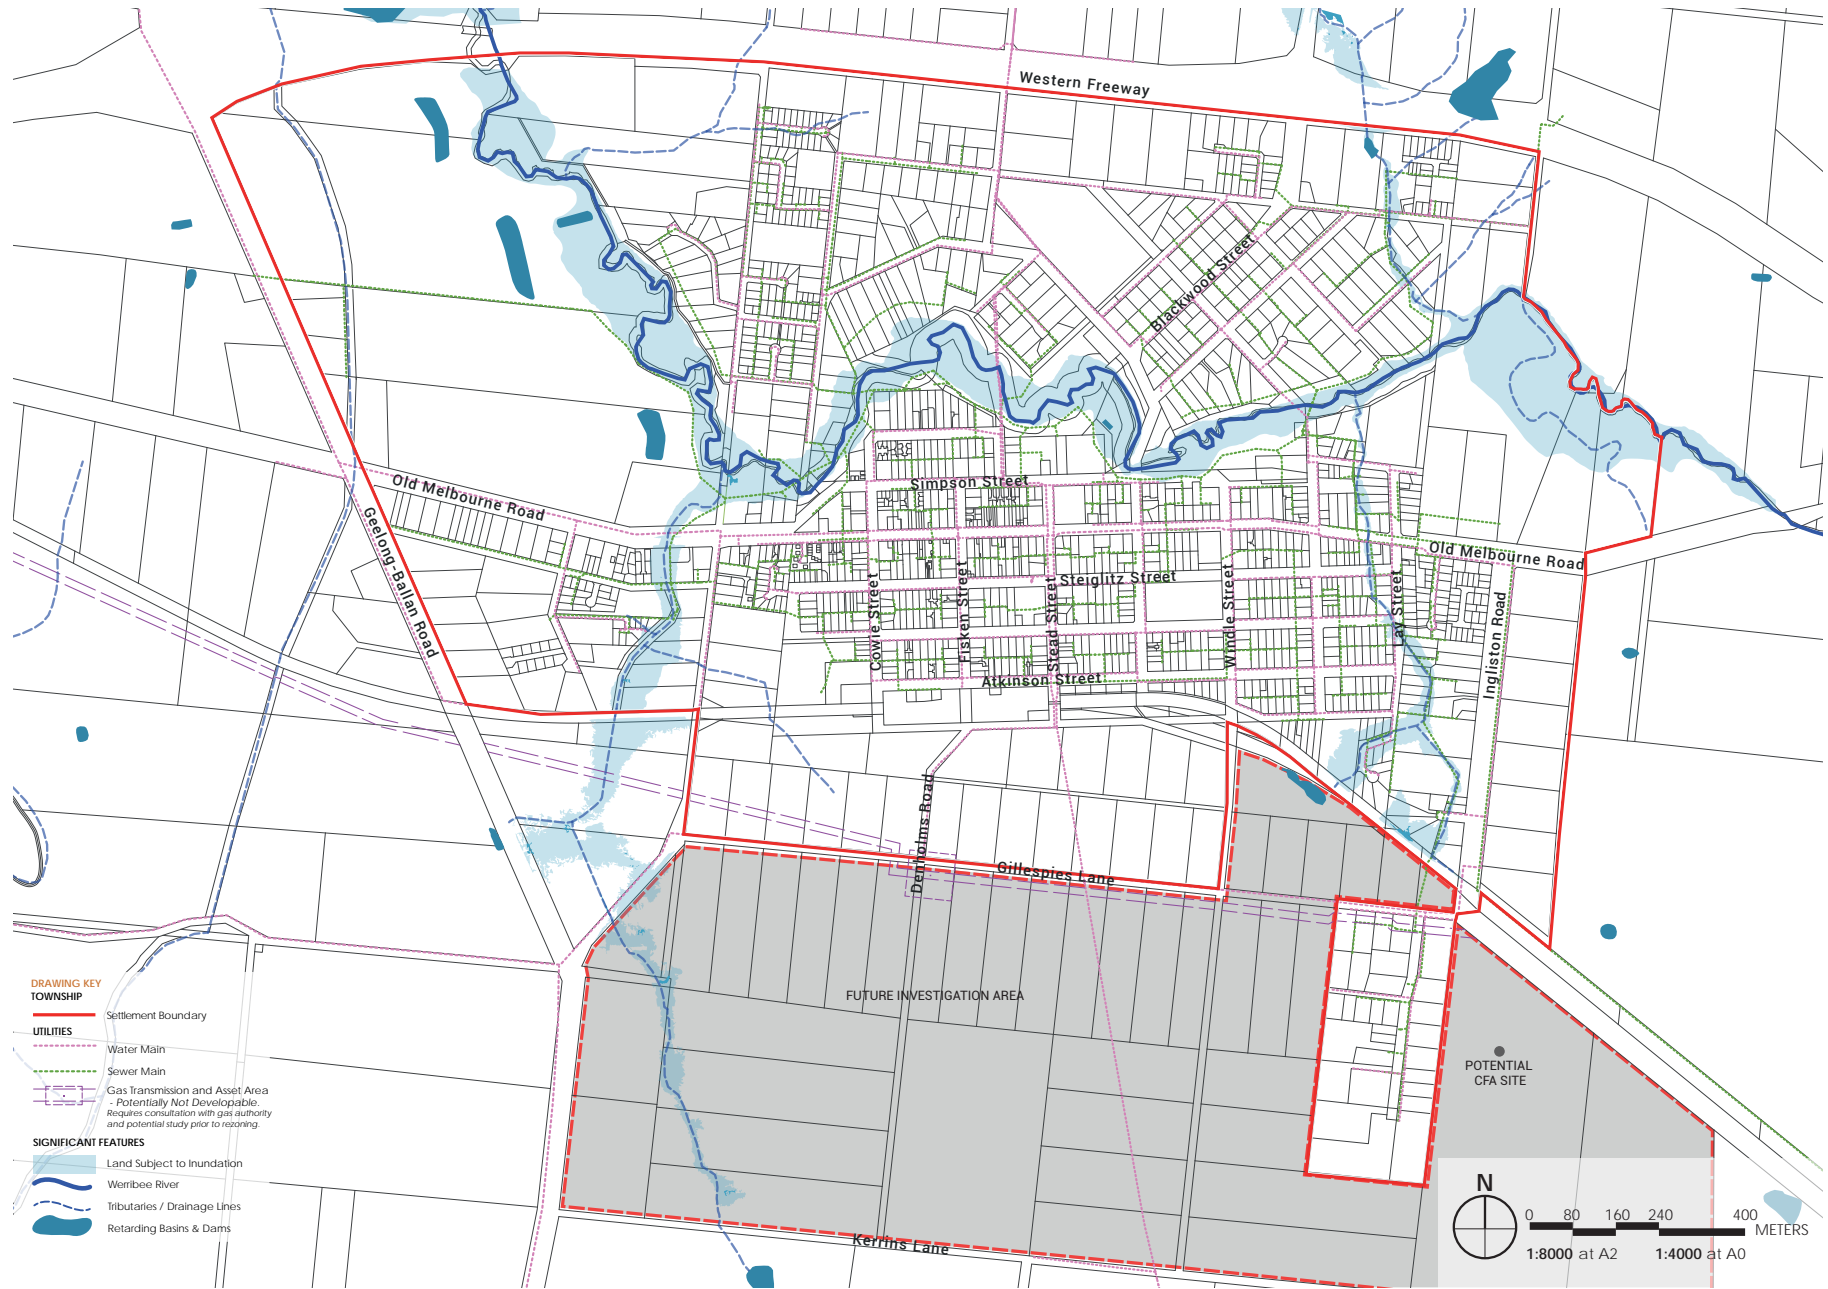 Western Freeway
Blackwood Street
Old Melbourne Road
Simpson Street
Geelong-Ballan Road
Old Melbourne Road
Steiglitz Street
Cowie Street
Fisken Street
Stead Street
Windle Street
Lay Street
Ingliston Road
Atkinson Street
Denholms Road
Gillespies Lane
FUTURE INVESTIGATION AREA
POTENTIAL
CFA SITE
Kerrins Lane
DRAWING KEY
TOWNSHIP
Settlement Boundary
UTILITIES
Water Main
Sewer Main
Gas Transmission and Asset Area
- Potentially Not Developable.
Requires consultation with gas authority
and potential study prior to rezoning.
SIGNIFICANT FEATURES
Land Subject to Inundation
Werribee River
Tributaries / Drainage Lines
Retarding Basins & Dams
N
0 80 160 240 400
METERS
1:8000 at A2 1:4000 at A0